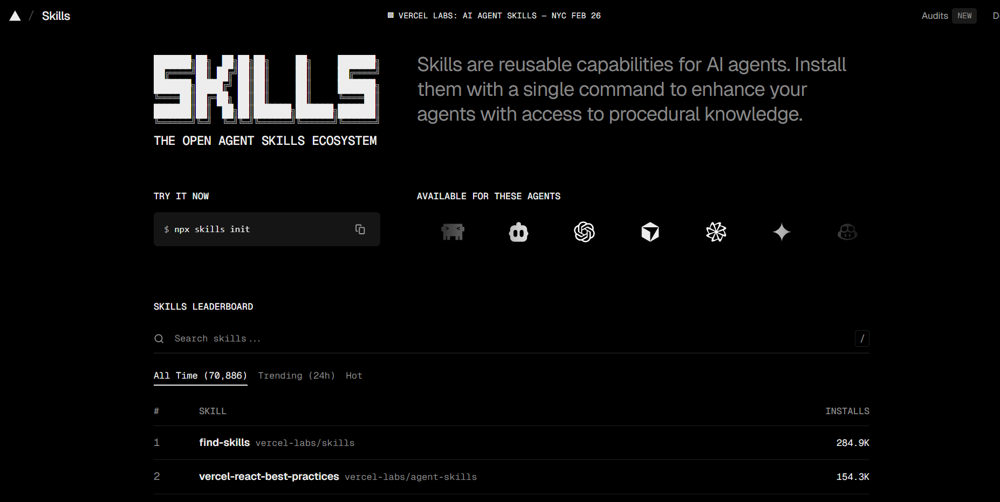 / Skills
VERCEL LABS: AI AGENT SKILLS — NYC FEB 26
Audits NEW
SKILLS
THE OPEN AGENT SKILLS ECOSYSTEM
Skills are reusable capabilities for AI agents. Install
them with a single command to enhance your
agents with access to procedural knowledge.
TRY IT NOW
$ npx skills init
AVAILABLE FOR THESE AGENTS
SKILLS LEADERBOARD
Search skills...
/
All Time (70,886) Trending (24h) Hot
# SKILL INSTALLS
1 find-skills vercel-labs/skills 284.9K
2 vercel-react-best-practices vercel-labs/agent-skills 154.3K